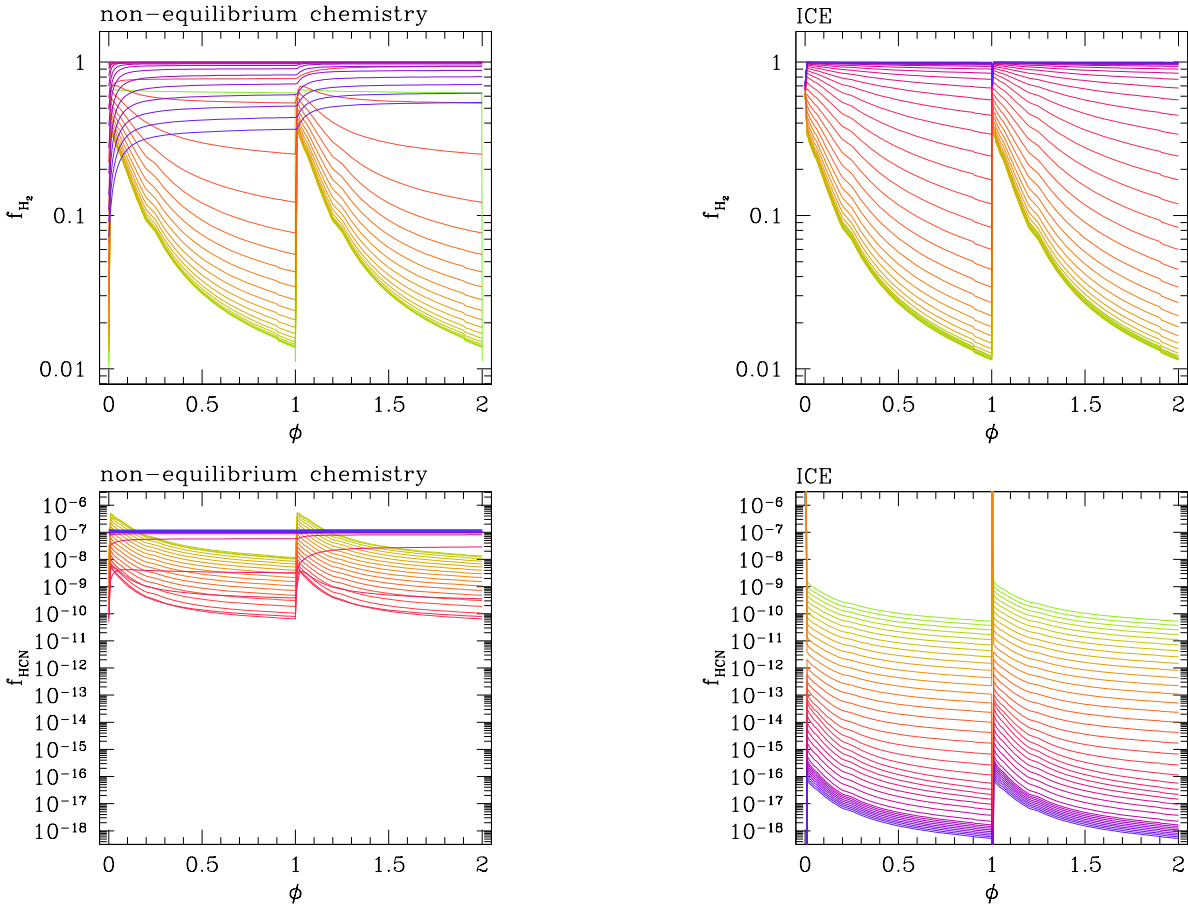 non-equilibrium chemistry
ICE
1
0.1
0.01
f_H₂
0 0.5 1 1.5 2
ϕ
1
0.1
0.01
f_H₂
0 0.5 1 1.5 2
ϕ
non-equilibrium chemistry
ICE
10⁻⁶
10⁻⁷
10⁻⁸
10⁻⁹
10⁻¹⁰
10⁻¹¹
10⁻¹²
10⁻¹³
10⁻¹⁴
10⁻¹⁵
10⁻¹⁶
10⁻¹⁷
10⁻¹⁸
f_HCN
0 0.5 1 1.5 2
ϕ
10⁻⁶
10⁻⁷
10⁻⁸
10⁻⁹
10⁻¹⁰
10⁻¹¹
10⁻¹²
10⁻¹³
10⁻¹⁴
10⁻¹⁵
10⁻¹⁶
10⁻¹⁷
10⁻¹⁸
f_HCN
0 0.5 1 1.5 2
ϕ